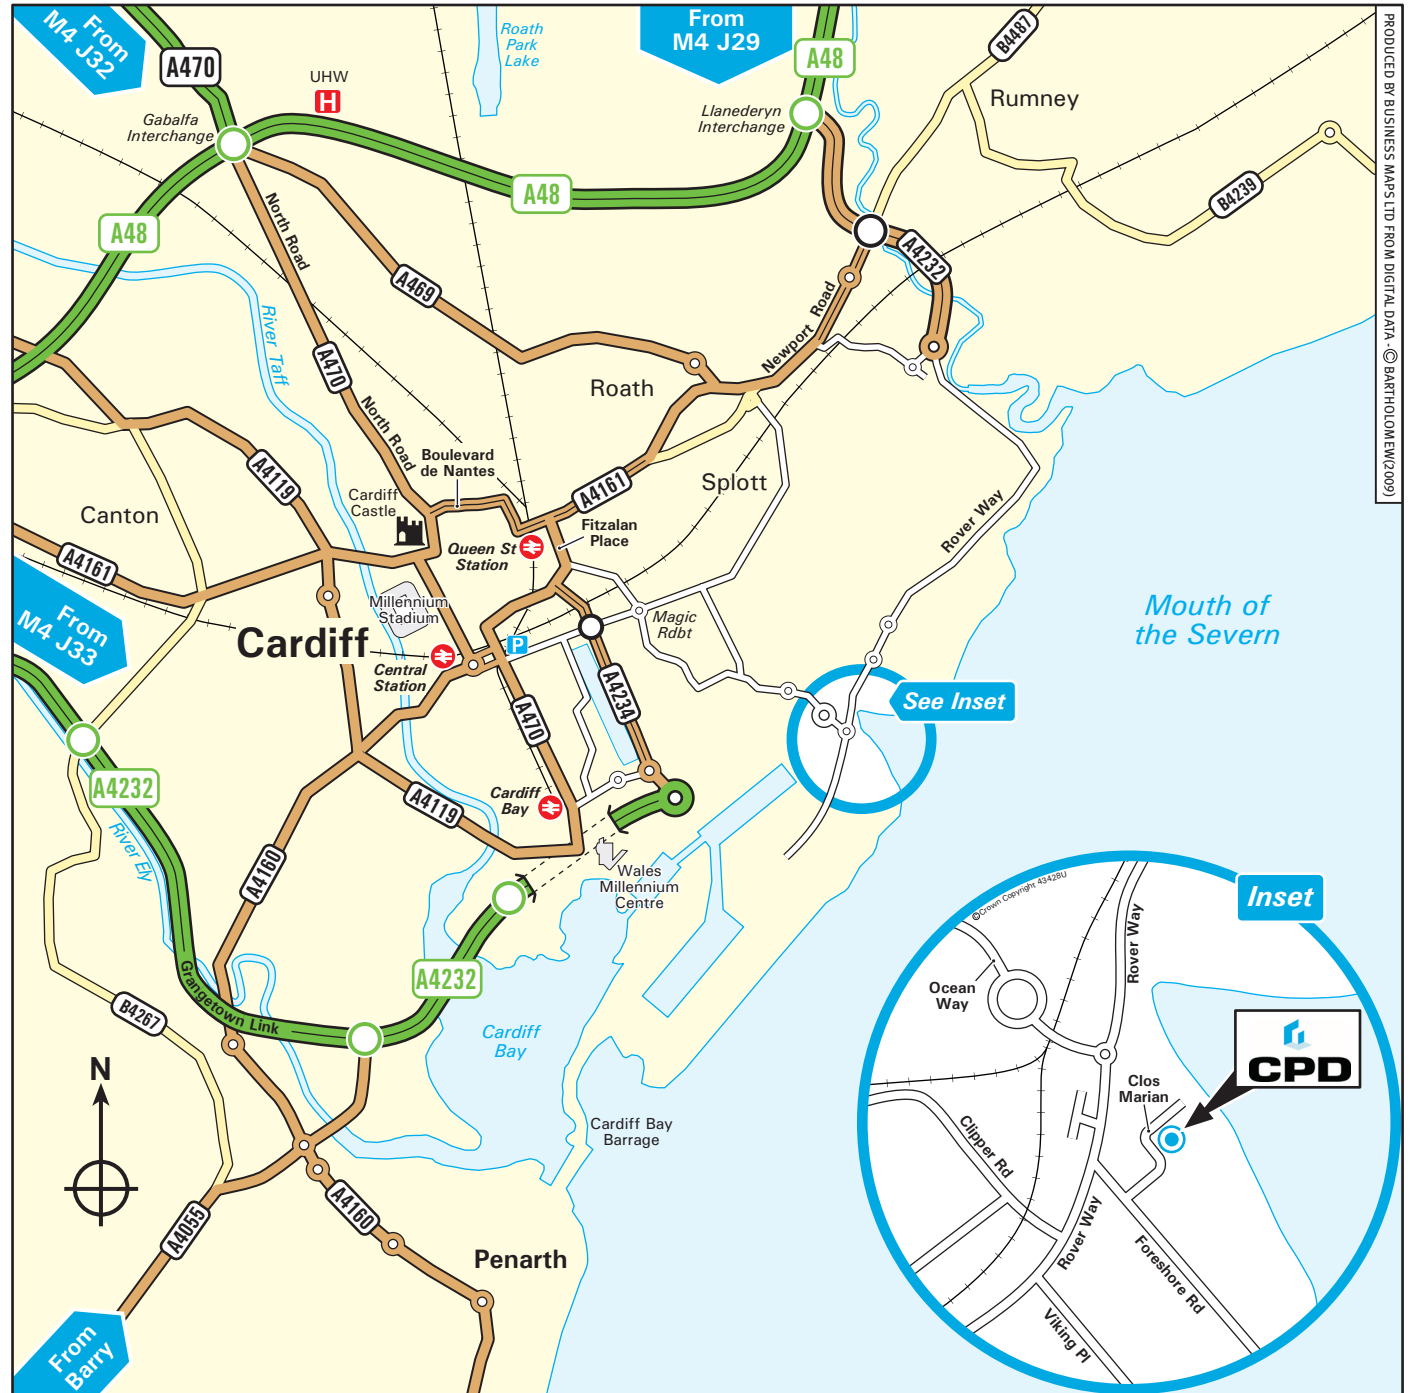 From
M4 J32
A470
UHW
H
Gabalfa
Interchange
Roath
Park
Lake
From
M4 J29
A48
Llanederyn
Interchange
B4487
Rumney
B4239
PRODUCED BY BUSINESS MAPS LTD FROM DIGITAL DATA - © BARTHOLOMEW(2009)
A48
A48
North Road
A469
River Taff
A4232
Newport Road
A470
North Road
Roath
Boulevard
de Nantes
A4119
Cardiff
Castle
Canton
A4161
Splott
Rover Way
Fitzalan
Place
Queen St
Station
A4161
From
M4 J33
Millennium
Stadium
Magic
Rdbt
Mouth of
the Severn
Cardiff
P
Central
Station
A4234
See Inset
A470
A4232
Cardiff
Bay
A4119
River Ely
A4160
Wales
Millennium
Centre
A4232
Grangetown Link
B4267
Cardiff
Bay
N
Cardiff Bay
Barrage
A4055
A4160
Penarth
From
Barry
©Crown Copyright 43428U
Inset
Rover Way
Ocean
Way
CPD
Clos
Marian
Clipper Rd
Rover Way
Foreshore Rd
Viking Pl